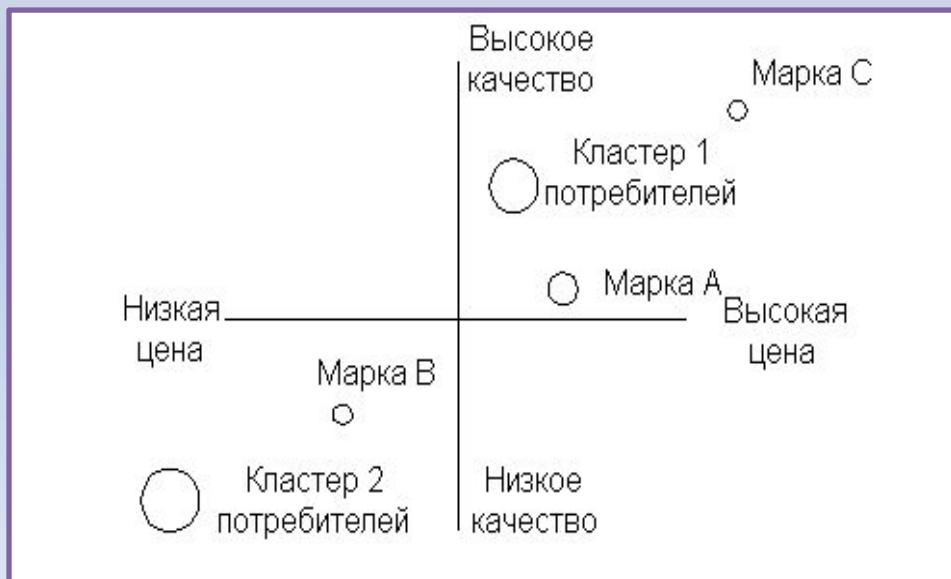 Высокое
качество
Марка С
Кластер 1
потребителей
Марка А
Низкая
цена
Высокая
цена
Марка В
Кластер 2
потребителей
Низкое
качество